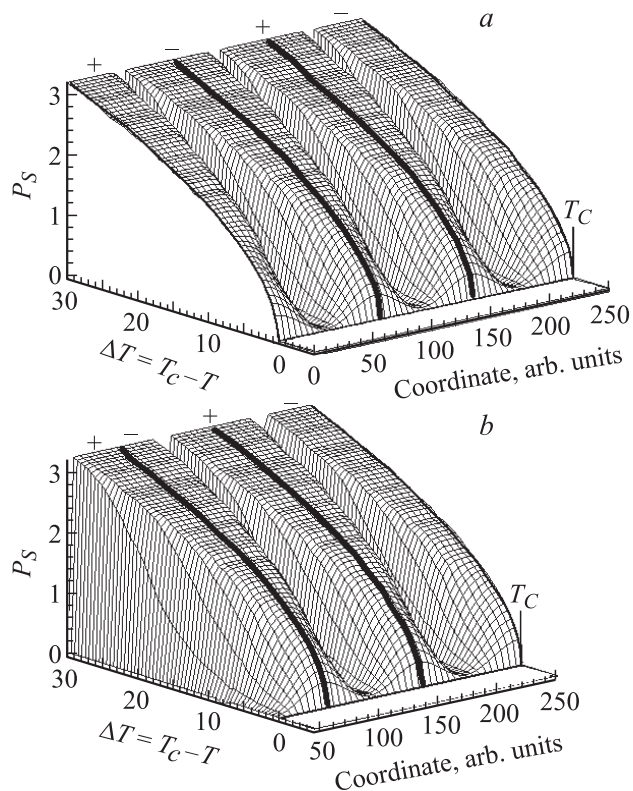 a
+ − + −
3
2
1
0
P_S
30
20
10
0
ΔT = T_C − T
T_C
0 50 100 150 200 250
Coordinate, arb. units
b
+ − + −
3
2
1
0
P_S
30
20
10
0
ΔT = T_C − T
T_C
50 100 150 200 250
Coordinate, arb. units